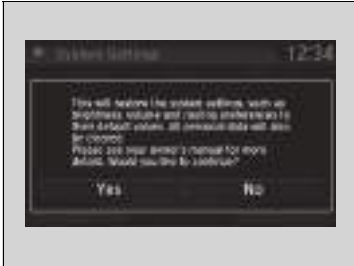 System Settings 12:34
This will restore the system settings, such as
brightness, volume and routing preferences to
their default values. All personal data will also
be cleared.
Please see your owner's manual for more
details. Would you like to continue?
Yes No